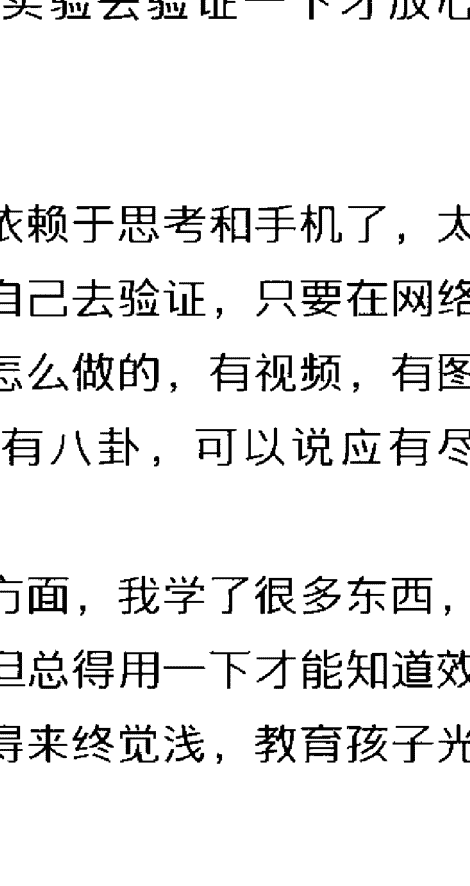 实验去验证一下才放心
依赖于思考和手机了，太
自己去验证，只要在网络
怎么做的，有视频，有图
有八卦，可以说应有尽
方面，我学了很多东西，
但总得用一下才能知道效
得来终觉浅，教育孩子光